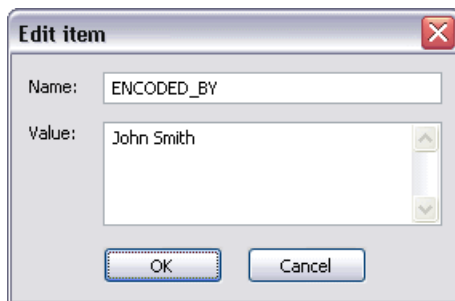 Edit item
Name: ENCODED_BY
Value: John Smith
OK Cancel